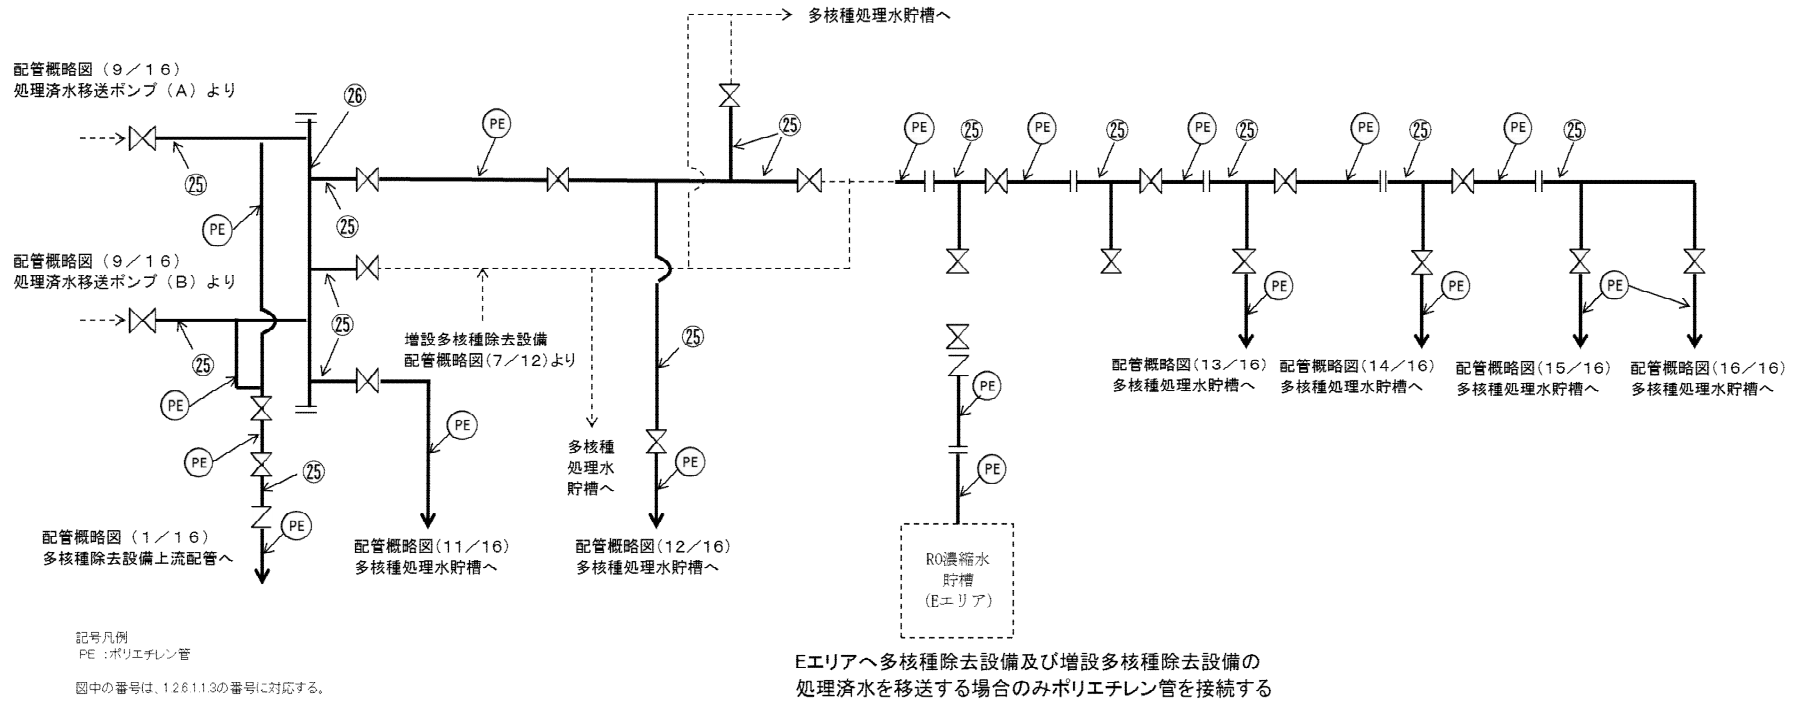 多核種処理水貯槽へ
配管概略図（９／１６）
処理済水移送ポンプ（Ａ）より
㉖
PE
㉕
PE
㉕
PE
㉕
PE
㉕
PE
㉕
PE
㉕
㉕
㉕
PE
配管概略図（９／１６）
処理済水移送ポンプ（Ｂ）より
PE
PE
PE
㉕
㉕
㉕
増設多核種除去設備
配管概略図(７／１２)より
配管概略図(１３／１６)
多核種処理水貯槽へ
配管概略図(１４／１６)
多核種処理水貯槽へ
配管概略図(１５／１６)
多核種処理水貯槽へ
配管概略図(１６／１６)
多核種処理水貯槽へ
PE
PE
PE
PE
㉕
多核種
処理水
貯槽へ
PE
PE
PE
配管概略図（１／１６）
多核種除去設備上流配管へ
配管概略図(１１／１６)
多核種処理水貯槽へ
配管概略図(１２／１６)
多核種処理水貯槽へ
RO濃縮水
貯槽
(Eエリア)
記号凡例
PE ：ポリエチレン管
図中の番号は、1.2.6.1.1.3の番号に対応する。
Eエリアへ多核種除去設備及び増設多核種除去設備の
処理済水を移送する場合のみポリエチレン管を接続する